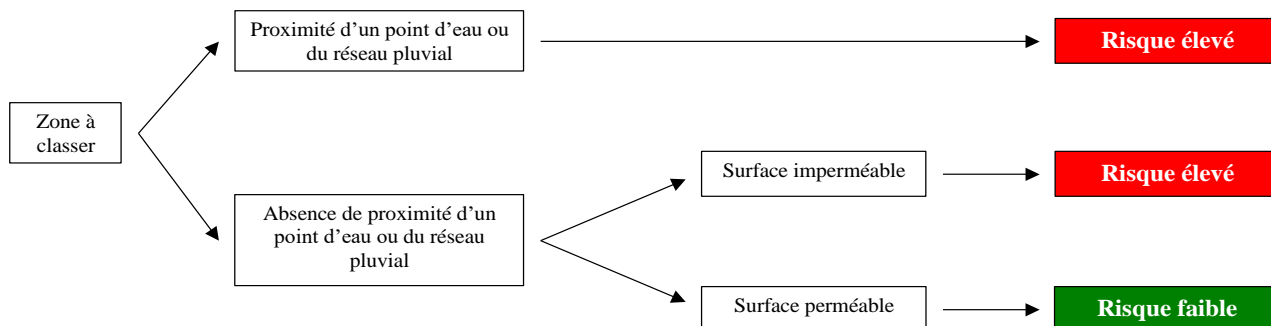 Proximité d'un point d'eau ou
du réseau pluvial
Risque élevé
Zone à
classer
Surface imperméable
Risque élevé
Absence de proximité d'un
point d'eau ou du réseau
pluvial
Surface perméable
Risque faible